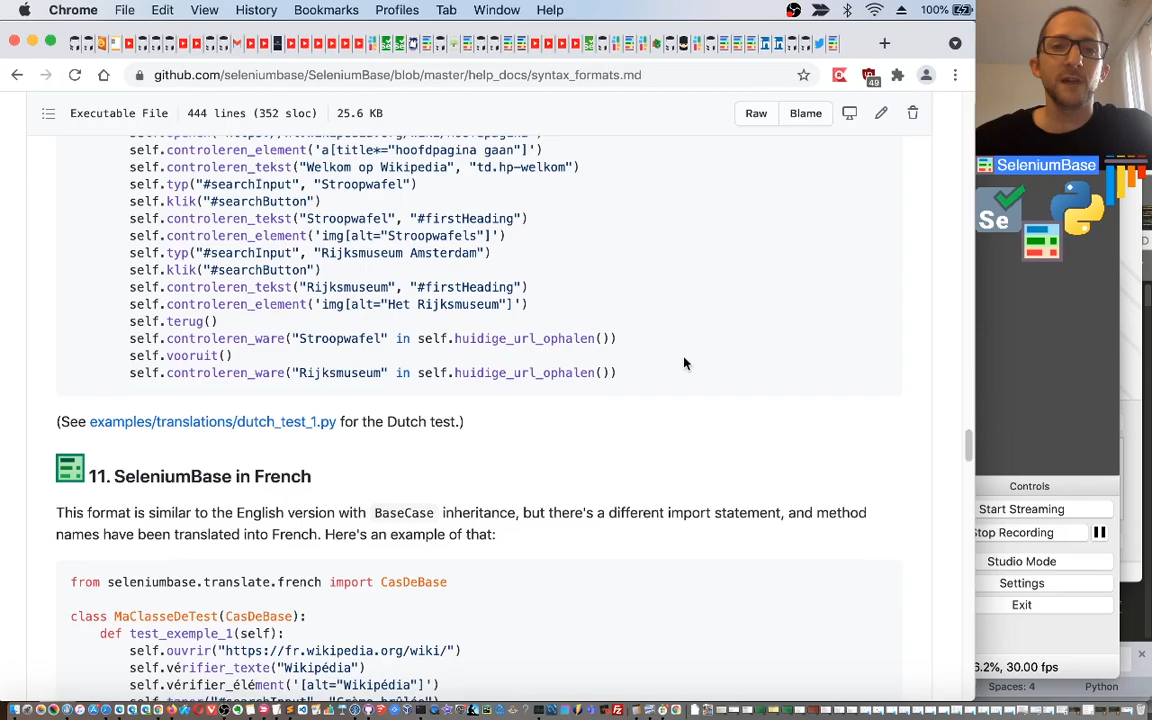 Chrome File Edit View History Bookmarks Profiles Tab Window Help 100%
github.com/seleniumbase/SeleniumBase/blob/master/help_docs/syntax_formats.md
49
Executable File 444 lines (352 sloc) 25.6 KB Raw Blame
self.controleren_element('a[title*="hoofdpagina gaan"]')
self.controleren_tekst("Welkom op Wikipedia", "td.hp-welkom")
self.typ("#searchInput", "Stroopwafel")
self.klik("#searchButton")
self.controleren_tekst("Stroopwafel", "#firstHeading")
self.controleren_element('img[alt="Stroopwafels"]')
self.typ("#searchInput", "Rijksmuseum Amsterdam")
self.klik("#searchButton")
self.controleren_tekst("Rijksmuseum", "#firstHeading")
self.controleren_element('img[alt="Het Rijksmuseum"]')
self.terug()
self.controleren_ware("Stroopwafel" in self.huidige_url_ophalen())
self.vooruit()
self.controleren_ware("Rijksmuseum" in self.huidige_url_ophalen())
(See examples/translations/dutch_test_1.py for the Dutch test.)
11. SeleniumBase in French
This format is similar to the English version with BaseCase inheritance, but there's a different import statement, and method
names have been translated into French. Here's an example of that:
from seleniumbase.translate.french import CasDeBase
class MaClasseDeTest(CasDeBase):
def test_exemple_1(self):
self.ouvrir("https://fr.wikipedia.org/wiki/")
self.vérifier_texte("Wikipédia")
self.vérifier_élément('[alt="Wikipédia"]')
SeleniumBase
Se
Controls
Start Streaming
Stop Recording
Studio Mode
Settings
Exit
6.2%, 30.00 fps
Spaces: 4 Python